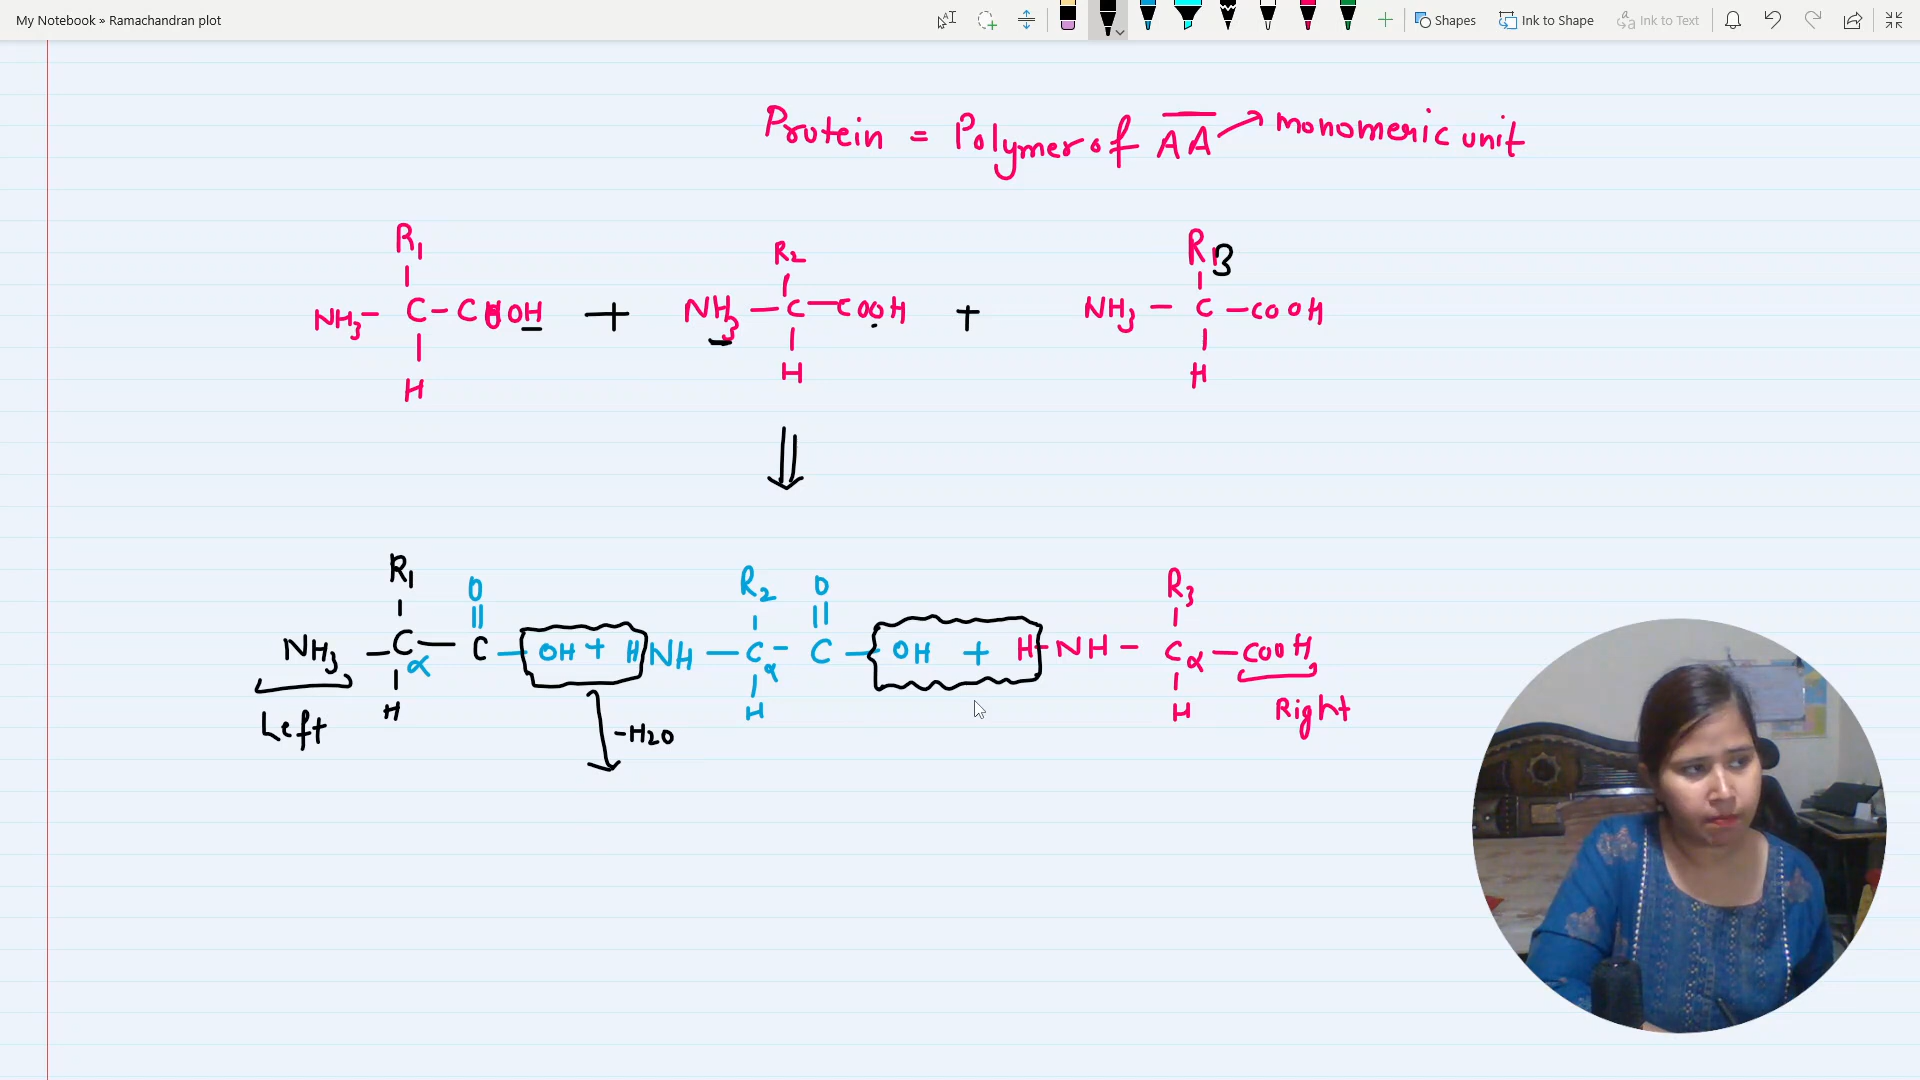 My Notebook » Ramachandran plot
Shapes
Ink to Shape
Ink to Text
Protein = Polymer of AA → monomeric unit
R1 R2 R3
NH3 – C – COOH + NH3 – C – COOH + NH3 – C – COOH
H H H
⇓
R1 O R2 O R3
NH3 – Cα – C – OH + H NH – Cα – C – OH + H – NH – Cα – COOH
H H H
Left Right
-H2O